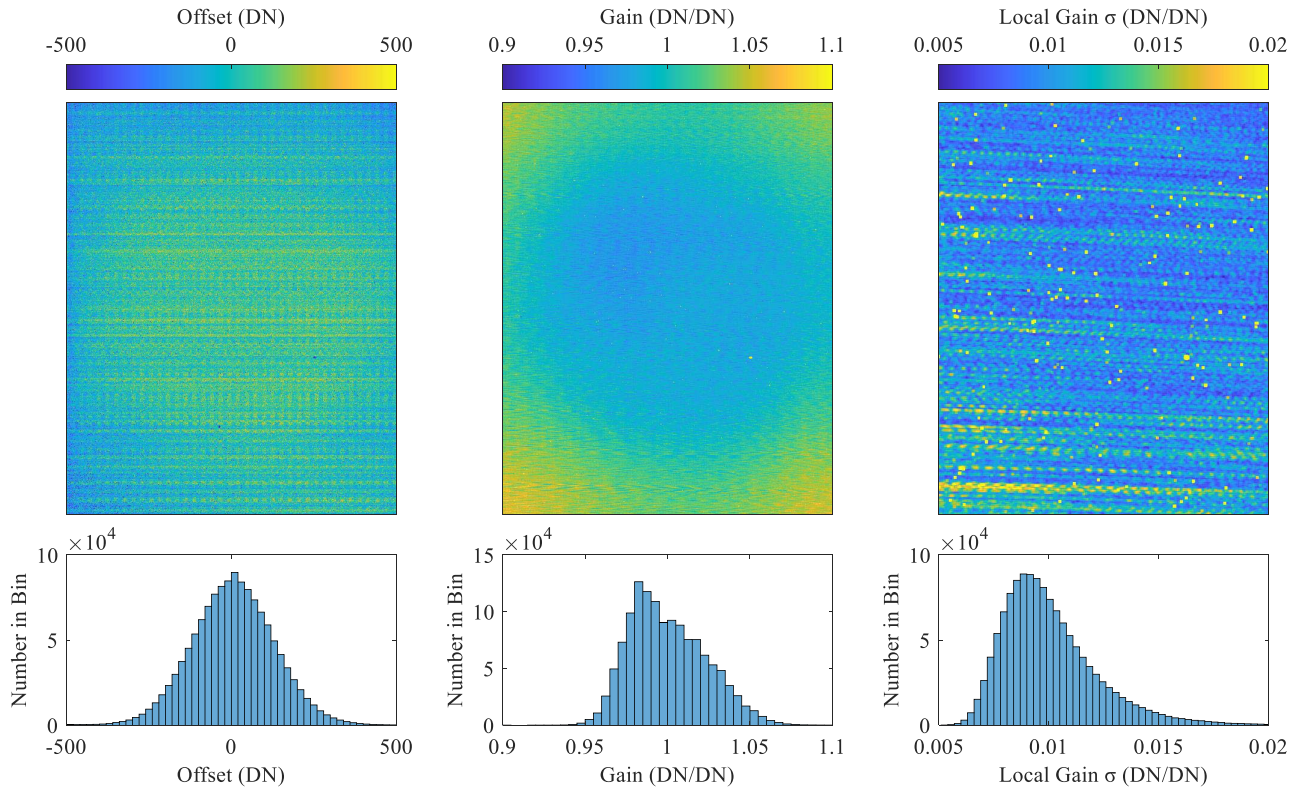 Offset (DN) Gain (DN/DN) Local Gain σ (DN/DN)
-500 0 500 0.9 0.95 1 1.05 1.1 0.005 0.01 0.015 0.02
×10⁴ ×10⁴ ×10⁴
10 15 10
10
5 5
5
0 0 0
Number in Bin Number in Bin Number in Bin
-500 0 500 0.9 0.95 1 1.05 1.1 0.005 0.01 0.015 0.02
Offset (DN) Gain (DN/DN) Local Gain σ (DN/DN)